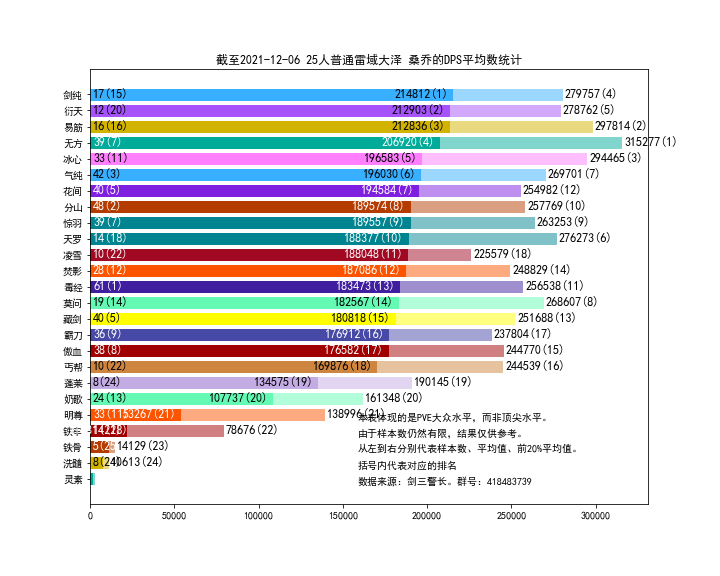 截至2021-12-06 25人普通雷域大泽 桑乔的DPS平均数统计
剑纯 17(15) 214812(1) 279757(4)
衍天 12(20) 212903(2) 278762(5)
易筋 16(16) 212836(3) 297814(2)
无方 39(7) 206920(4) 315277(1)
冰心 33(11) 196583(5) 294465(3)
气纯 42(3) 196030(6) 269701(7)
花间 40(5) 194584(7) 254982(12)
分山 48(2) 189574(8) 257769(10)
惊羽 39(7) 189557(9) 263253(9)
天罗 14(18) 188377(10) 276273(6)
凌雪 10(22) 188048(11) 225579(18)
焚影 28(12) 187086(12) 248829(14)
毒经 61(1) 183473(13) 256538(11)
莫问 19(14) 182567(14) 268607(8)
藏剑 40(5) 180818(15) 251688(13)
霸刀 36(9) 176912(16) 237804(17)
傲血 38(8) 176582(17) 244770(15)
丐帮 10(22) 169876(18) 244539(16)
蓬莱 8(24) 134575(19) 190145(19)
奶歌 24(13) 107737(20) 161348(20)
明尊 33(11) 53267(21) 138996(21)
本表体现的是PVE大众水平，而非顶尖水平。
铁牢 78676(22)
由于样本数仍然有限，结果仅供参考。
铁骨 14129(23)
从左到右分别代表样本数、平均值、前20%平均值。
洗髓 8(24) 10613(24)
括号内代表对应的排名
灵素
数据来源：剑三警长。群号：418483739
0 50000 100000 150000 200000 250000 300000